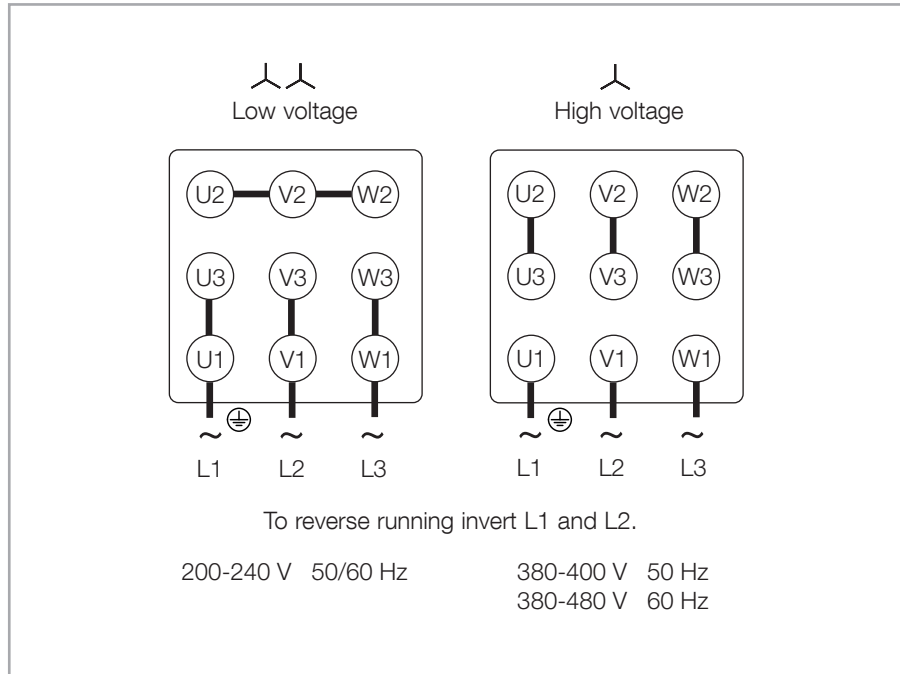 Low voltage
High voltage
U2 V2 W2
U3 V3 W3
U1 V1 W1
~ ~ ~
L1 L2 L3
U2 V2 W2
U3 V3 W3
U1 V1 W1
~ ~ ~
L1 L2 L3
To reverse running invert L1 and L2.
200-240 V 50/60 Hz
380-400 V 50 Hz
380-480 V 60 Hz